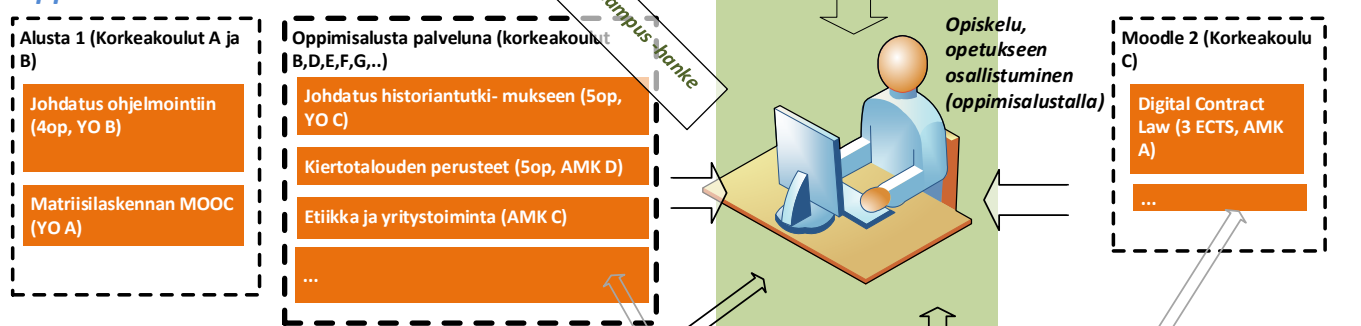 Alusta 1 (Korkeakoulut A ja
B)
Johdatus ohjelmointiin
(4op, YO B)
Matriisilaskennan MOOC
(YO A)
Oppimisalusta palveluna (korkeakoulut
B,D,E,F,G,..)
Johdatus historiantutki- mukseen (5op,
YO C)
Kiertotalouden perusteet (5op, AMK D)
Etiikka ja yritystoiminta (AMK C)
...
ampus -hanke
Opiskelu,
opetukseen
osallistuminen
(oppimisalustalla)
Moodle 2 (Korkeakoulu
C)
Digital Contract
Law (3 ECTS, AMK
A)
...